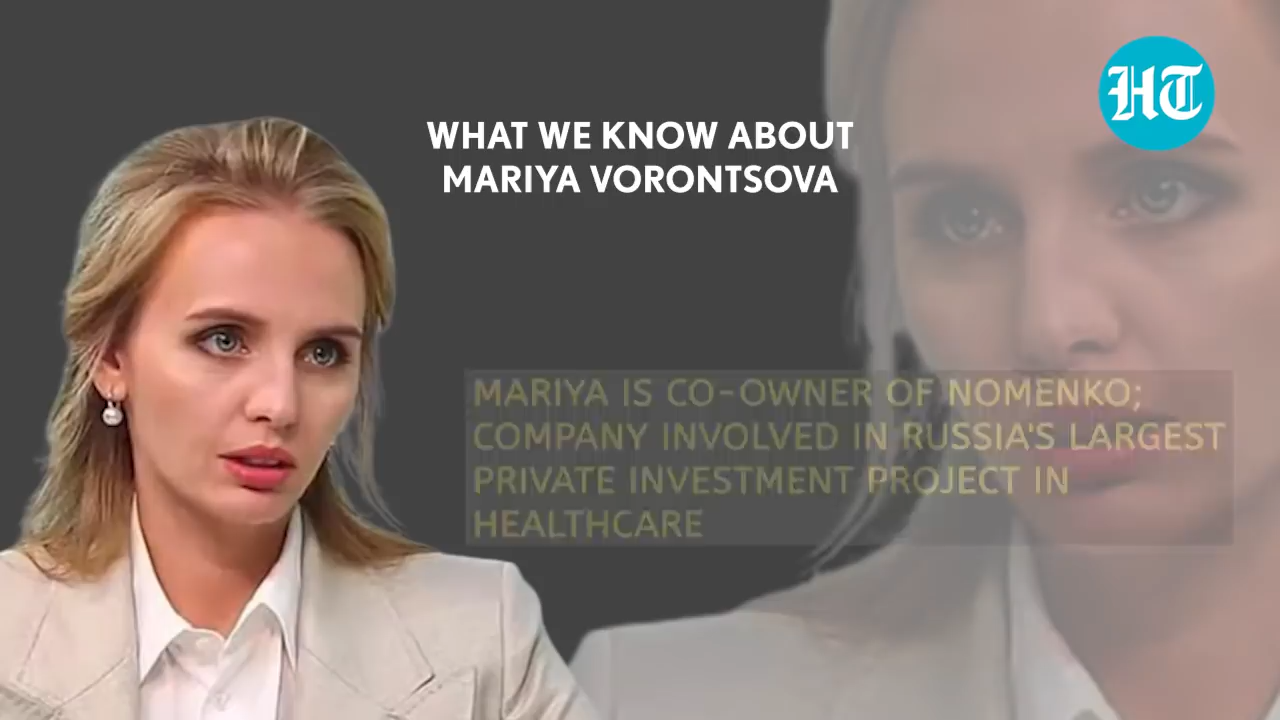 HT
WHAT WE KNOW ABOUT
MARIYA VORONTSOVA
MARIYA IS CO-OWNER OF NOMENKO;
COMPANY INVOLVED IN RUSSIA'S LARGEST
PRIVATE INVESTMENT PROJECT IN
HEALTHCARE